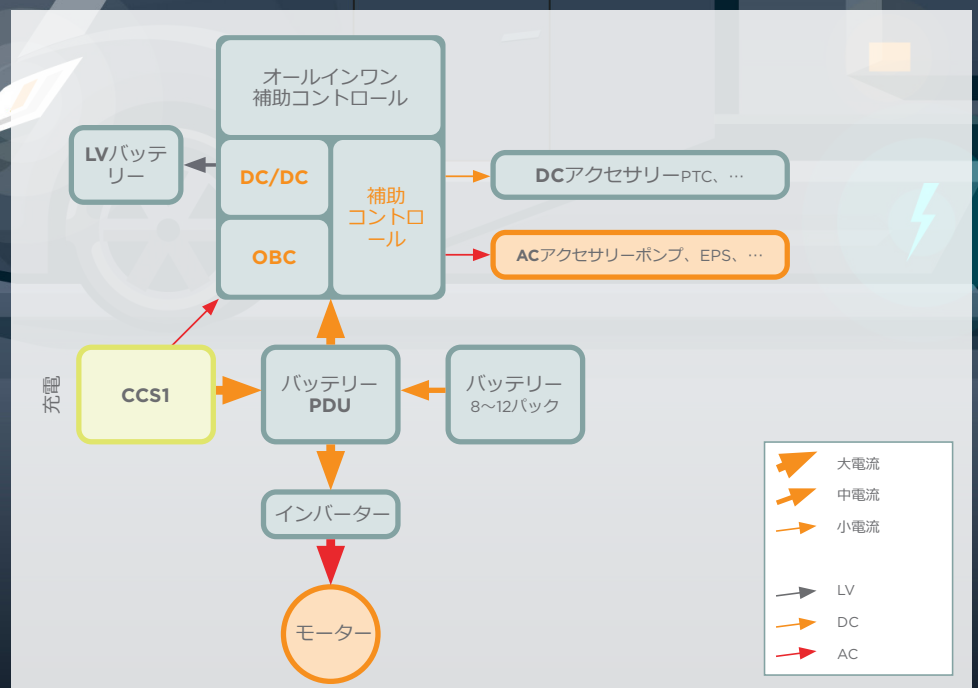 オールインワン
補助コントロール
LVバッテ
リー
DC/DC
OBC
補助
コントロ
ール
DCアクセサリーPTC、…
ACアクセサリーポンプ、EPS、…
充電
CCS1
バッテリー
PDU
バッテリー
8～12パック
インバーター
モーター
大電流
中電流
小電流
LV
DC
AC